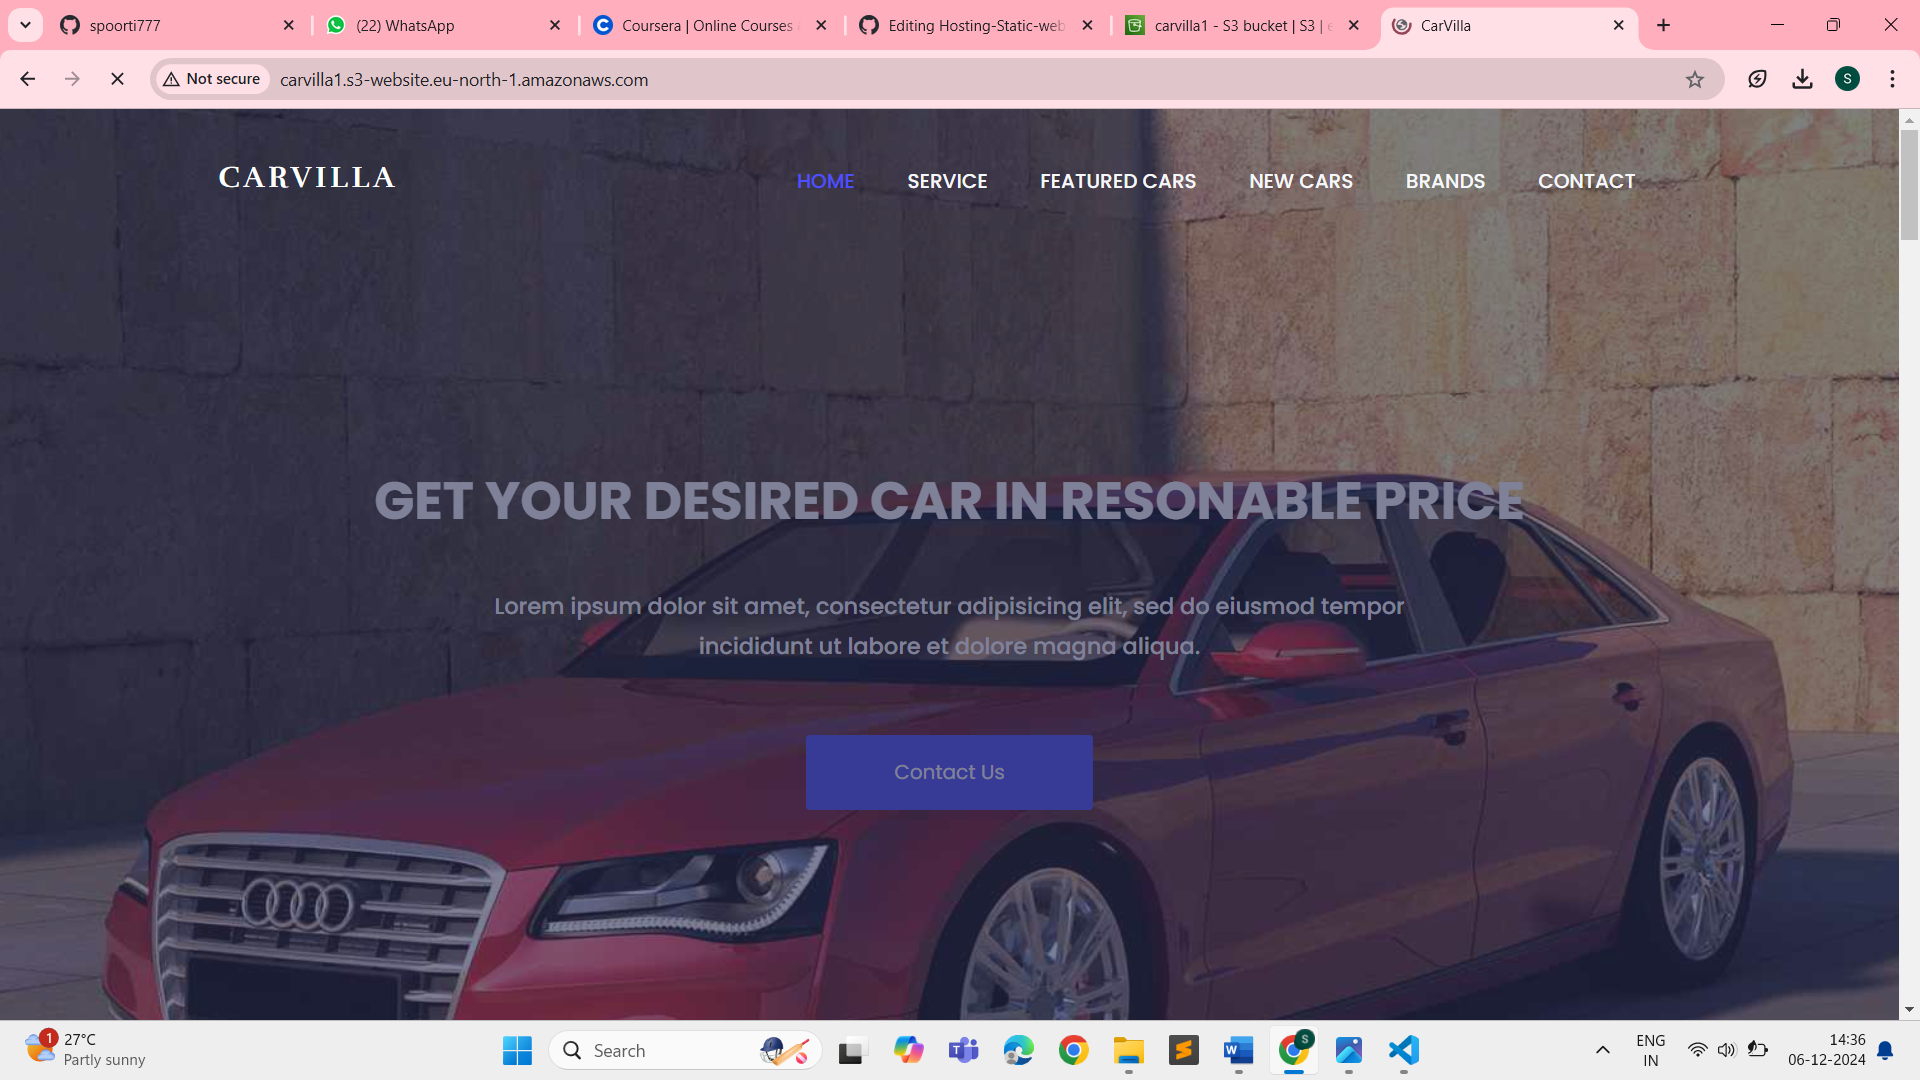 spoorti777
(22) WhatsApp
Coursera | Online Courses
Editing Hosting-Static-web
carvilla1 - S3 bucket | S3 | e
CarVilla
Not secure
carvilla1.s3-website.eu-north-1.amazonaws.com
S
CARVILLA
HOME
SERVICE
FEATURED CARS
NEW CARS
BRANDS
CONTACT
GET YOUR DESIRED CAR IN RESONABLE PRICE
Lorem ipsum dolor sit amet, consectetur adipisicing elit, sed do eiusmod tempor
incididunt ut labore et dolore magna aliqua.
Contact Us
1
27°C
Partly sunny
Search
ENG
IN
14:36
06-12-2024